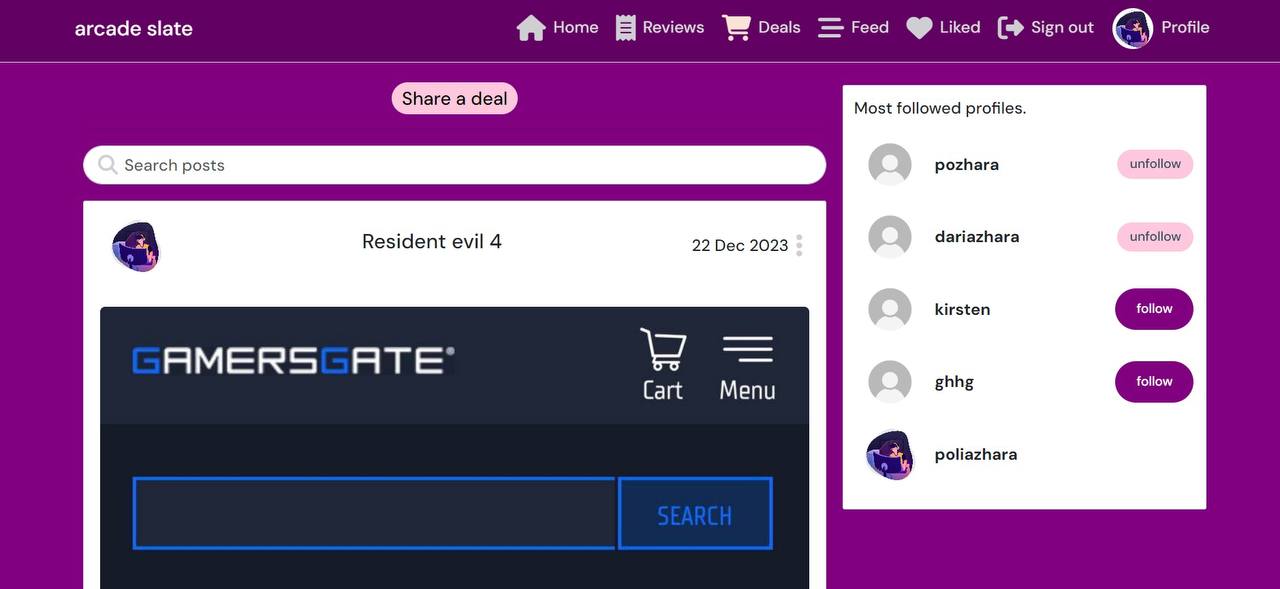 arcade slate
Home Reviews Deals Feed Liked Sign out Profile
Share a deal
Search posts
Resident evil 4
22 Dec 2023
GAMERSGATE®
Cart Menu
SEARCH
Most followed profiles.
pozhara unfollow
dariazhara unfollow
kirsten follow
ghhg follow
poliazhara